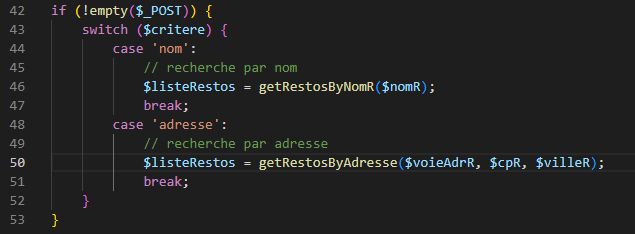 42 if (!empty($_POST)) {
43 switch ($critere) {
44 case 'nom':
45 // recherche par nom
46 $listeRestos = getRestosByNomR($nomR);
47 break;
48 case 'adresse':
49 // recherche par adresse
50 $listeRestos = getRestosByAdresse($voieAdrR, $cpR, $villeR);
51 break;
52 }
53 }